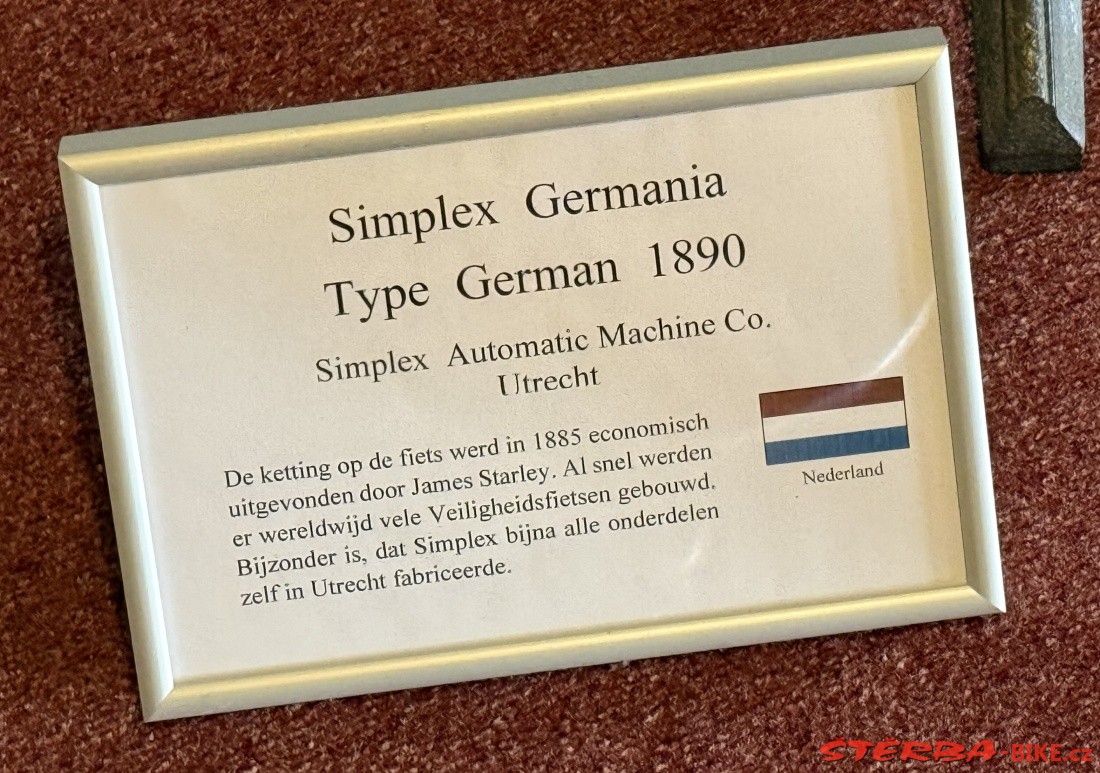 Simplex Germania
Type German 1890
Simplex Automatic Machine Co.
Utrecht
De ketting op de fiets werd in 1885 economisch
uitgevonden door James Starley. Al snel werden
er wereldwijd vele Veiligheidsfietsen gebouwd.
Bijzonder is, dat Simplex bijna alle onderdelen
zelf in Utrecht fabriceerde.
Nederland
ŠTERBA-BIKE.cz